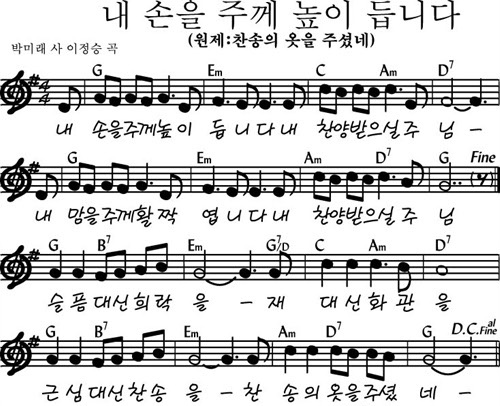 내 손을 주께 높이 듭니다
(원제:찬송의 옷을 주셨네)
박미래 사 이정승 곡
G Em C Am D7
4 4
내 손을주께높이 듭니다내 찬양받으실주 님-
G Em Am D7 G Fine
내 맘을주께활짝 엽니다내 찬양받으실주 님
G B7 Em G7/D C Am D7
슬픔대신희락 을-재 대신화관 을
G B7 Em Am D7 G D.C. al Fine
근심대신찬송 을-찬 송의옷을주셨 네-